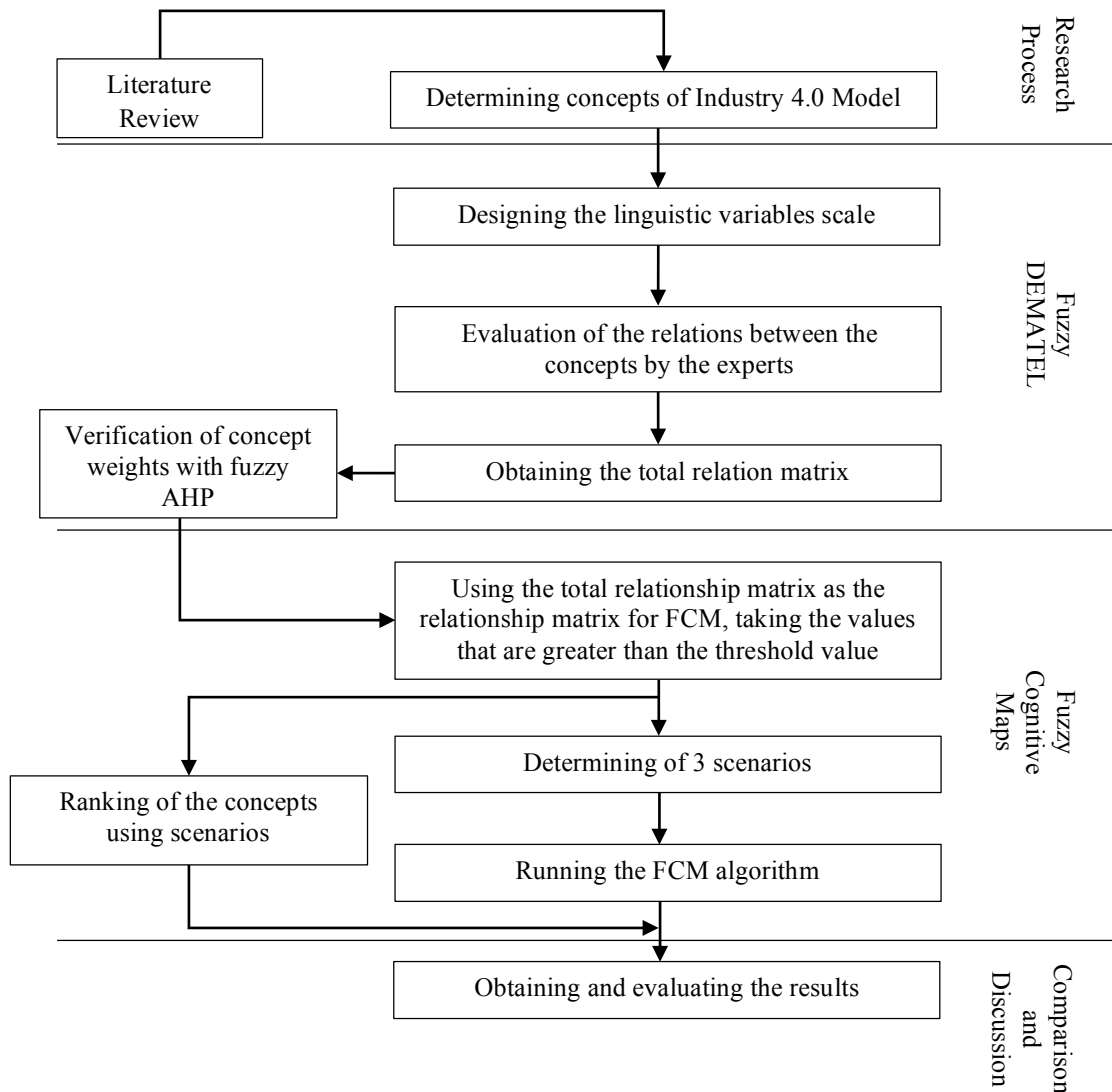 Literature
Review
Determining concepts of Industry 4.0 Model
Research
Process
Designing the linguistic variables scale
Evaluation of the relations between the
concepts by the experts
Verification of concept
weights with fuzzy
AHP
Obtaining the total relation matrix
Fuzzy
DEMATEL
Using the total relationship matrix as the
relationship matrix for FCM, taking the values
that are greater than the threshold value
Determining of 3 scenarios
Ranking of the concepts
using scenarios
Running the FCM algorithm
Fuzzy
Cognitive
Maps
Obtaining and evaluating the results
Comparison
and
Discussion